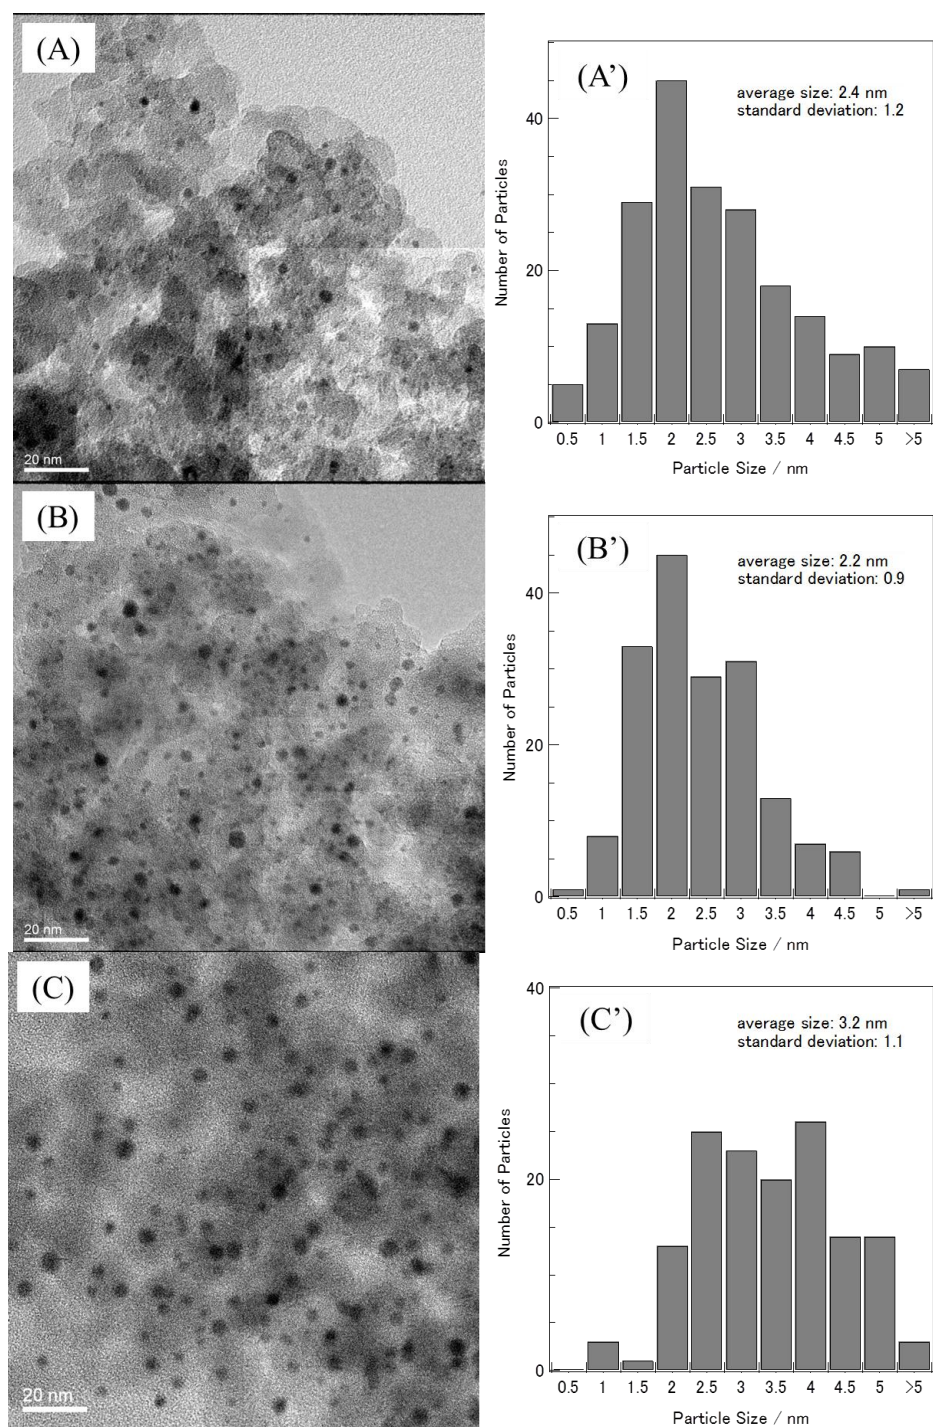 (A)
20 nm
(A’)
average size: 2.4 nm
standard deviation: 1.2
Number of Particles
40
20
0
0.5 1 1.5 2 2.5 3 3.5 4 4.5 5 >5
Particle Size / nm
(B)
20 nm
(B’)
average size: 2.2 nm
standard deviation: 0.9
Number of Particles
40
20
0
0.5 1 1.5 2 2.5 3 3.5 4 4.5 5 >5
Particle Size / nm
(C)
20 nm
(C’)
average size: 3.2 nm
standard deviation: 1.1
Number of Particles
40
20
0
0.5 1 1.5 2 2.5 3 3.5 4 4.5 5 >5
Particle Size / nm